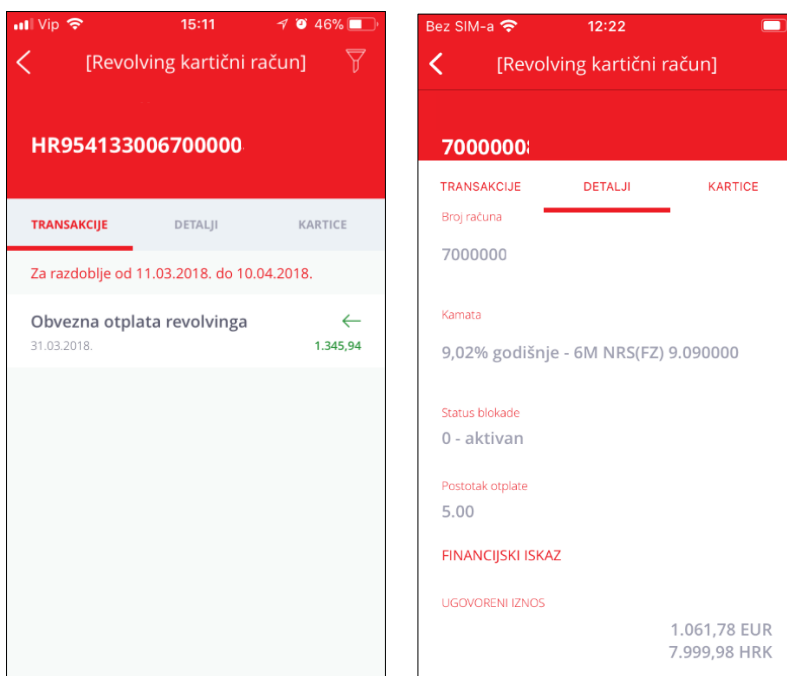 Vip 15:11 46%
[Revolving kartični račun]
HR954133006700000
TRANSAKCIJE DETALJI KARTICE
Za razdoblje od 11.03.2018. do 10.04.2018.
Obvezna otplata revolvinga
31.03.2018. 1.345,94
Bez SIM-a 12:22
[Revolving kartični račun]
7000000
TRANSAKCIJE DETALJI KARTICE
Broj računa
7000000
Kamata
9,02% godišnje - 6M NRS(FZ) 9.090000
Status blokade
0 - aktivan
Postotak otplate
5.00
FINANCIJSKI ISKAZ
UGOVORENI IZNOS
1.061,78 EUR
7.999,98 HRK